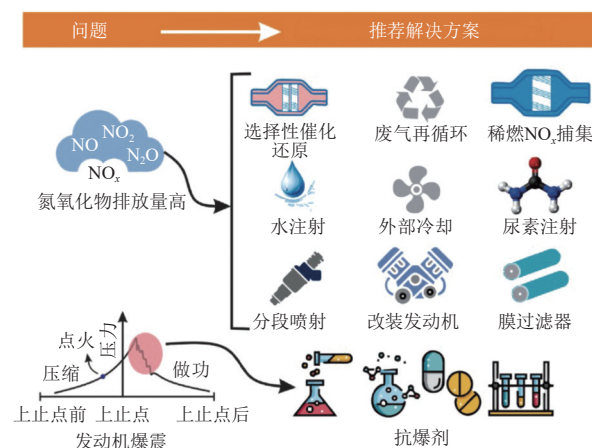 问题
推荐解决方案
NO
NO2
N2O
NOx
氮氧化物排放量高
选择性催化
还原
废气再循环
稀燃NOx捕集
水注射
外部冷却
尿素注射
分段喷射
改装发动机
膜过滤器
点火
压力
压缩
做功
上止点前
上止点
上止点后
发动机爆震
抗爆剂